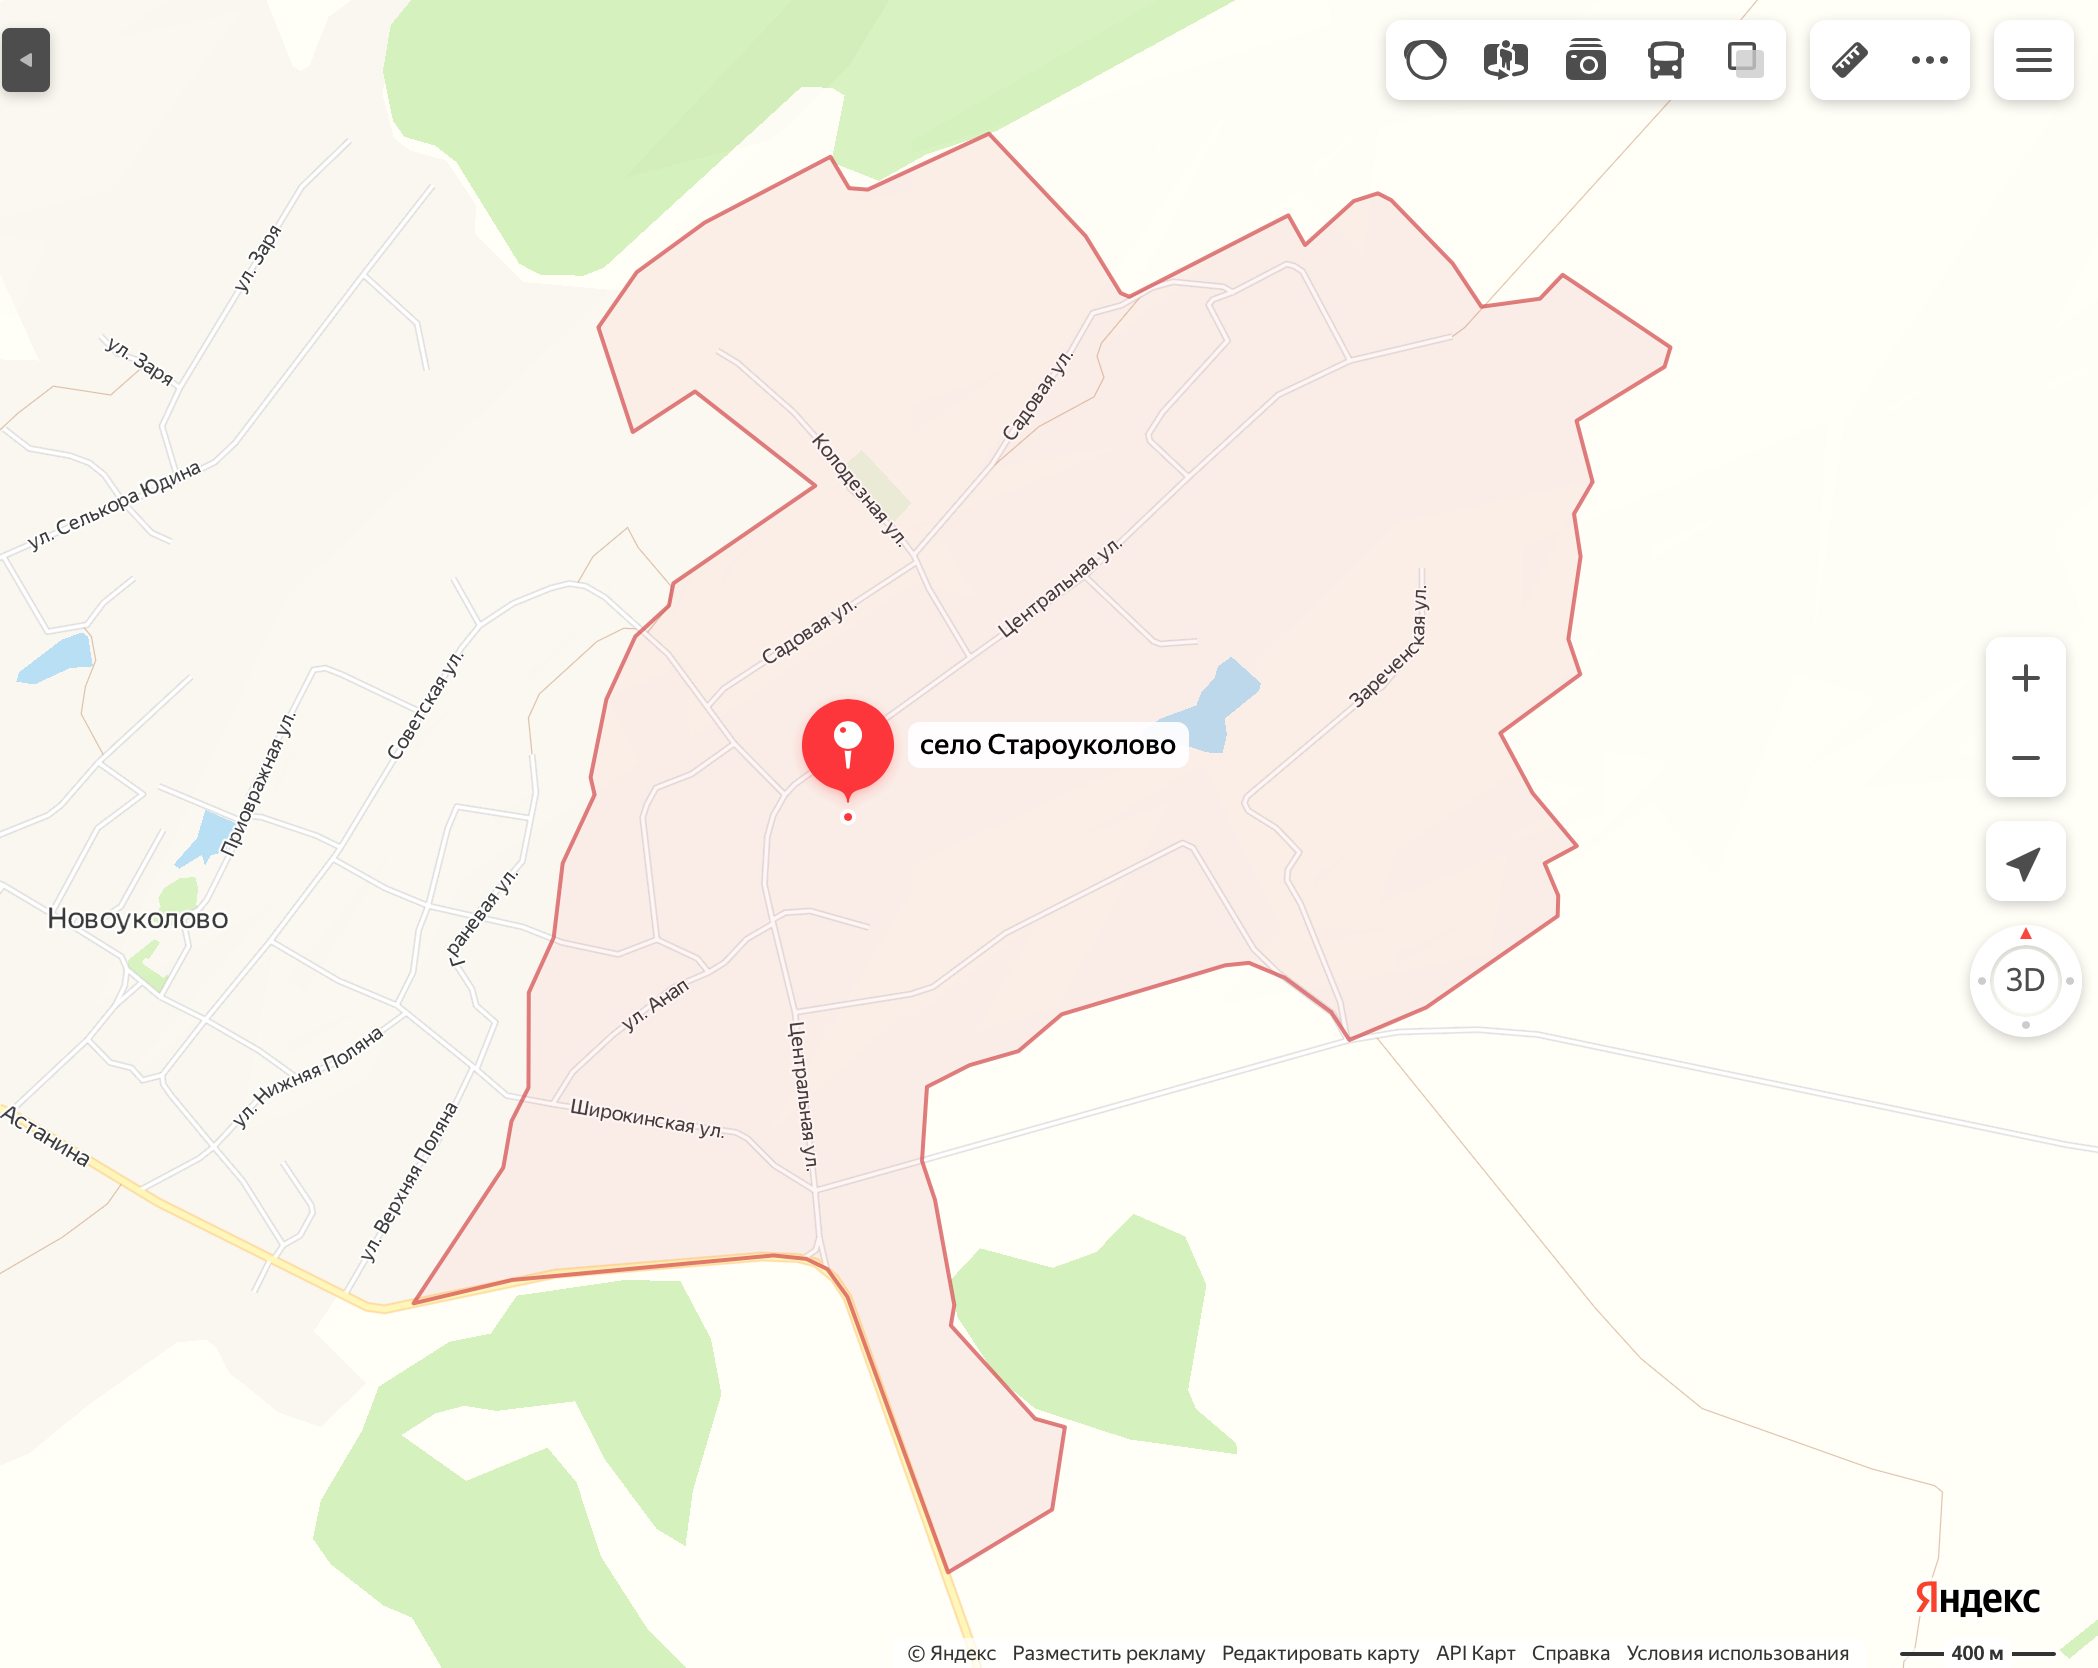 ул. Заря
ул. Заря
ул. Селькора Юдина
Колодезная ул.
Садовая ул.
Центральная ул.
Садовая ул.
Зареченская ул.
Советская ул.
Приовражная ул.
село Староуколово
Новоуколово
Граневая ул.
ул. Анап
ул. Нижняя Поляна
Центральная ул.
Широкинская ул.
Астанина
ул. Верхняя Поляна
3D
Яндекс
© Яндекс Разместить рекламу Редактировать карту API Карт Справка Условия использования 400 м